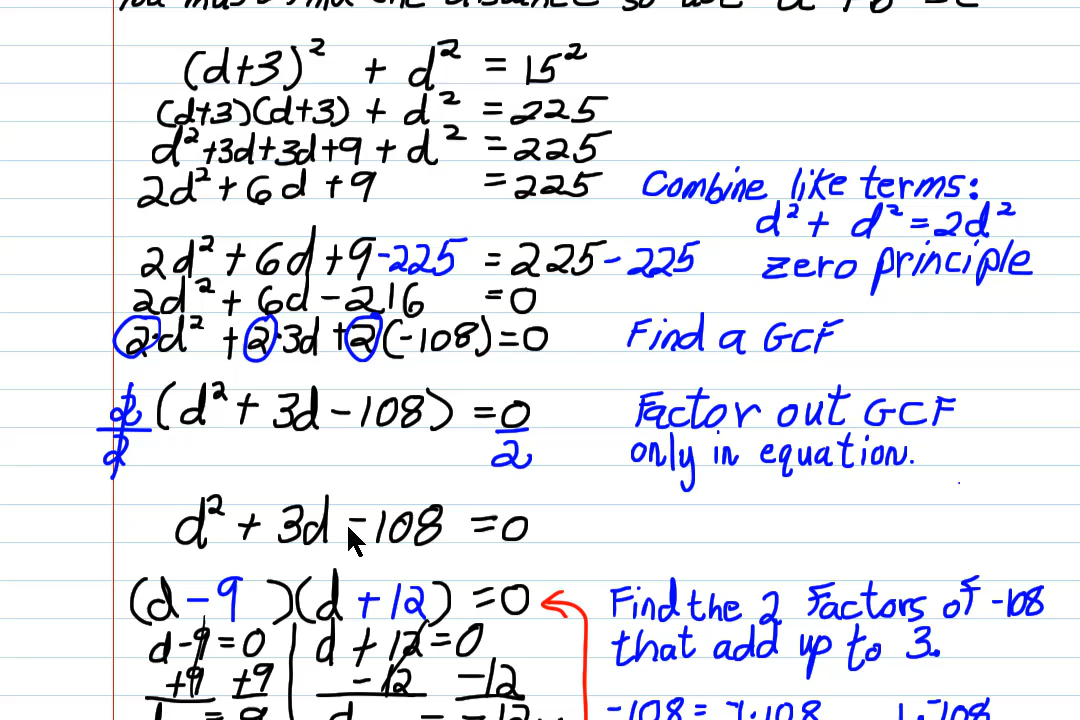 (d+3)² + d² = 15²
(d+3)(d+3) + d² = 225
d²+3d+3d+9 + d² = 225
2d² + 6d + 9 = 225 Combine like terms:
d² + d² = 2d²
2d² + 6d + 9 - 225 = 225 - 225 zero principle
2d² + 6d - 216 = 0
2·d² + 2·3d + 2(-108) = 0 Find a GCF
2(d² + 3d - 108) = 0 Factor out GCF
2 2 only in equation.
d² + 3d - 108 = 0
(d - 9)(d + 12) = 0 Find the 2 factors of -108
d - 9 = 0 | d + 12 = 0 that add up to 3.
+9 +9 -12 -12